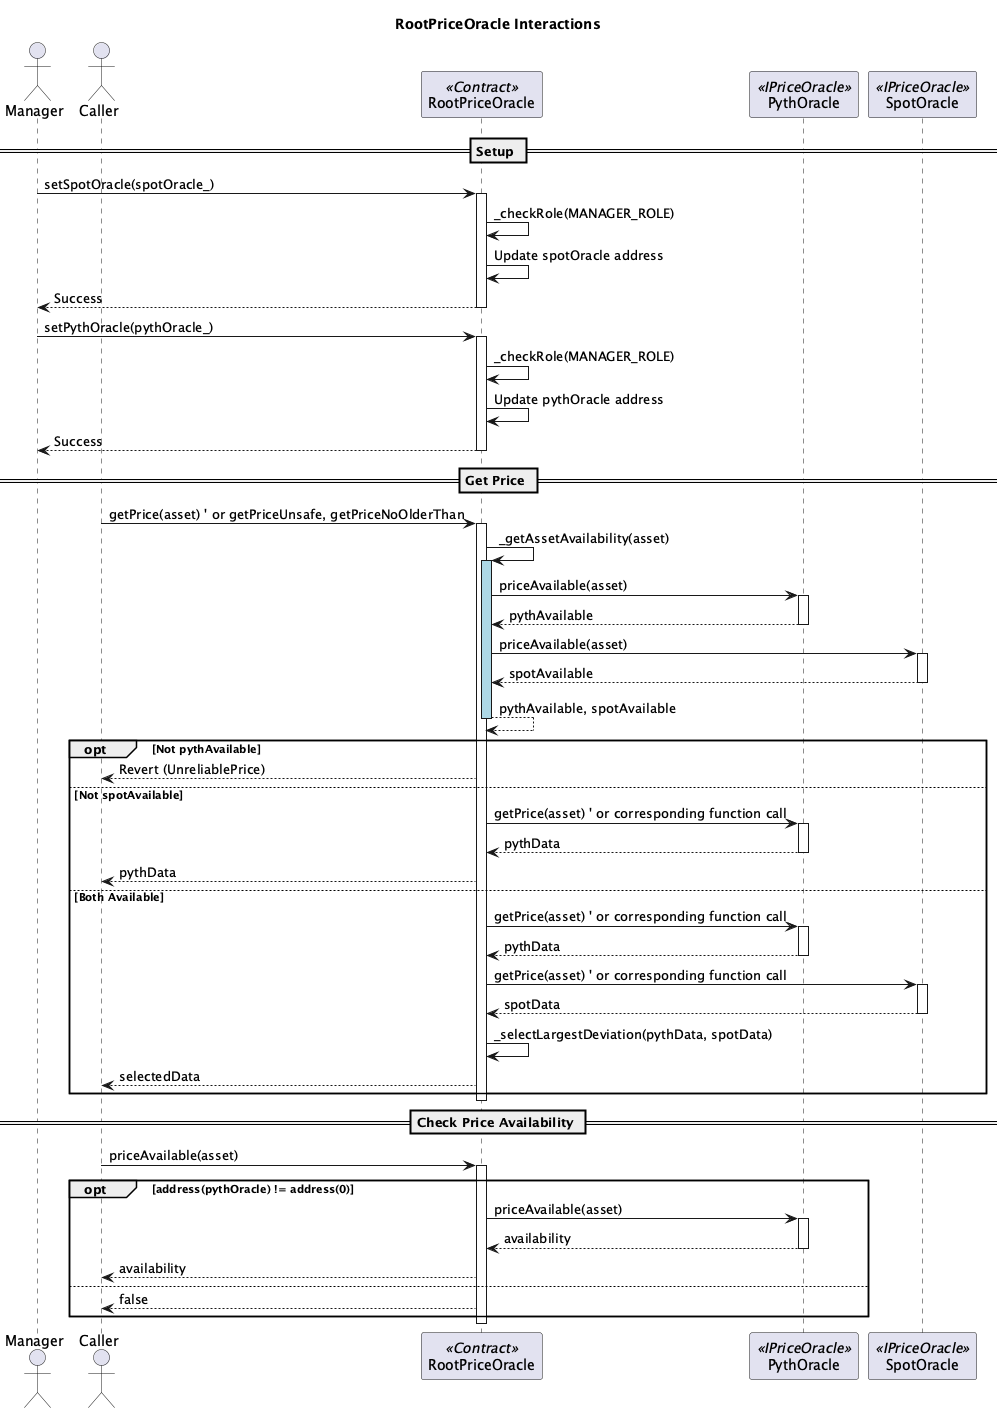 RootPriceOracle Interactions
Manager
Caller
«Contract»
RootPriceOracle
«IPriceOracle»
PythOracle
«IPriceOracle»
SpotOracle
Setup
setSpotOracle(spotOracle_)
_checkRole(MANAGER_ROLE)
Update spotOracle address
Success
setPythOracle(pythOracle_)
_checkRole(MANAGER_ROLE)
Update pythOracle address
Success
Get Price
getPrice(asset) ' or getPriceUnsafe, getPriceNoOlderThan
_getAssetAvailability(asset)
priceAvailable(asset)
pythAvailable
priceAvailable(asset)
spotAvailable
pythAvailable, spotAvailable
opt [Not pythAvailable]
Revert (UnreliablePrice)
[Not spotAvailable]
getPrice(asset) ' or corresponding function call
pythData
pythData
[Both Available]
getPrice(asset) ' or corresponding function call
pythData
getPrice(asset) ' or corresponding function call
spotData
_selectLargestDeviation(pythData, spotData)
selectedData
Check Price Availability
priceAvailable(asset)
opt [address(pythOracle) != address(0)]
priceAvailable(asset)
availability
availability
false
Manager
Caller
«Contract»
RootPriceOracle
«IPriceOracle»
PythOracle
«IPriceOracle»
SpotOracle